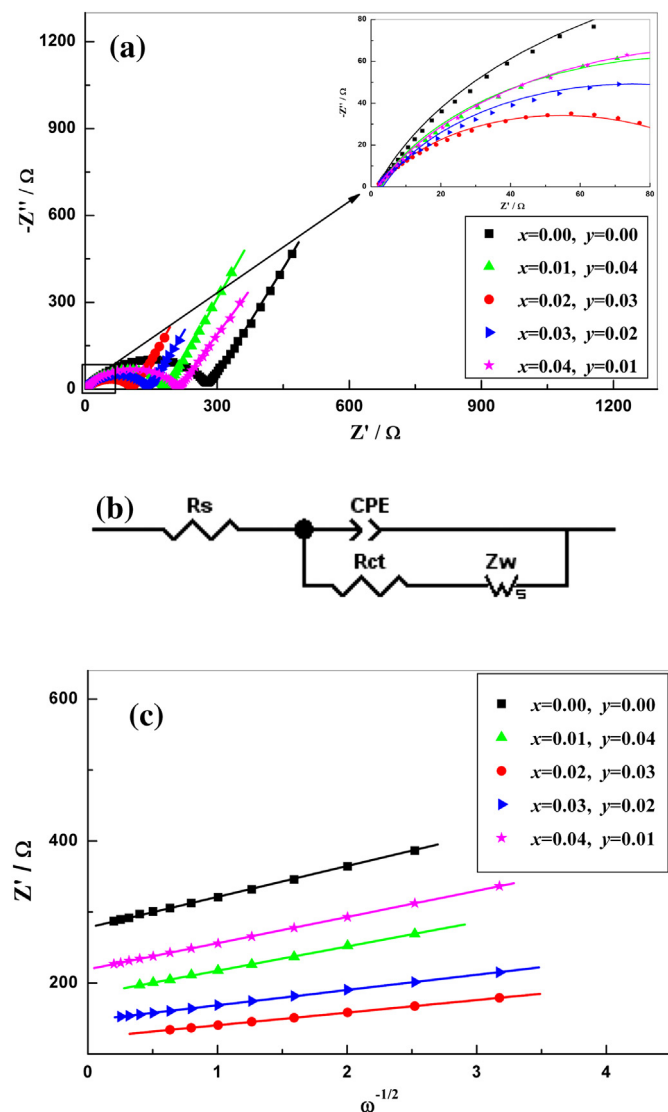 (a)
1200
900
600
300
0
-Z'' / Ω
0 300 600 900 1200
Z' / Ω
80
60
40
20
0
-Z'' / Ω
0 20 40 60 80
Z' / Ω
x=0.00, y=0.00
x=0.01, y=0.04
x=0.02, y=0.03
x=0.03, y=0.02
x=0.04, y=0.01
(b)
Rs CPE
Rct Zw
s
(c)
600
400
200
Z' / Ω
0 1 2 3 4
ω-1/2
x=0.00, y=0.00
x=0.01, y=0.04
x=0.02, y=0.03
x=0.03, y=0.02
x=0.04, y=0.01